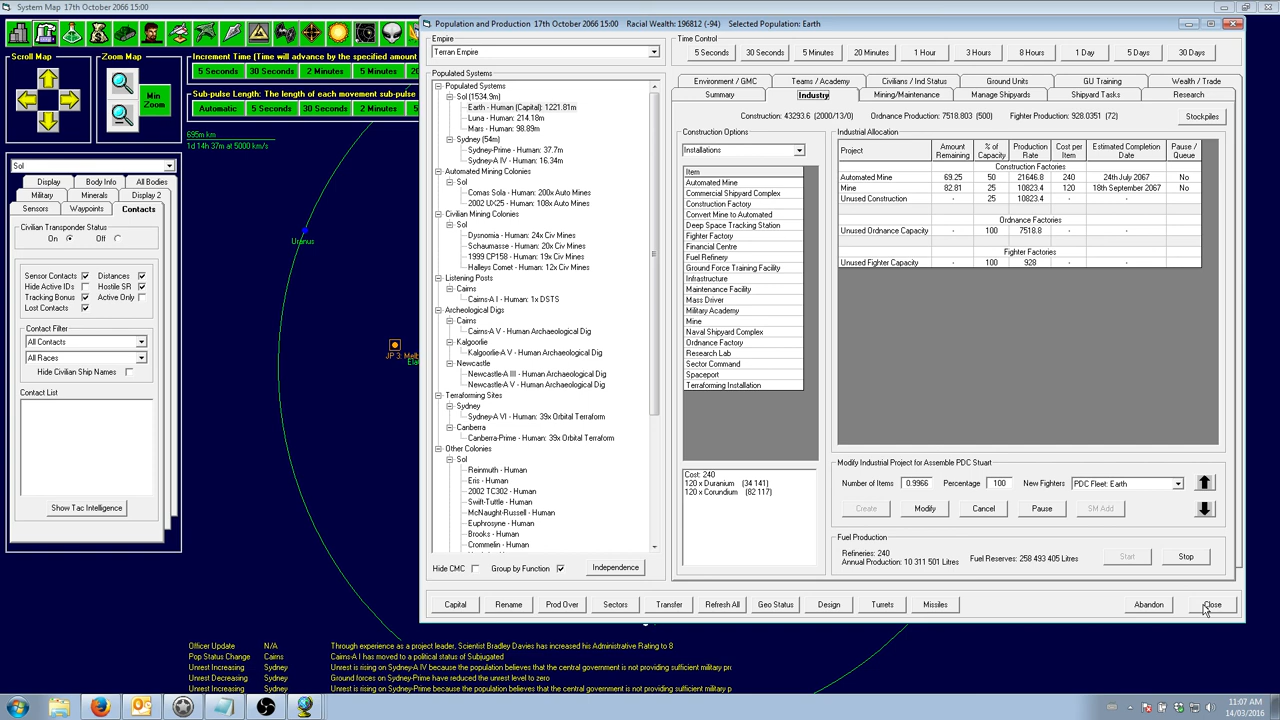 System Map 17th October 2066 15:00
Scroll Map
Zoom Map
Min
Zoom
Increment Time (Time will advance by the specified amount
5 Seconds
30 Seconds
2 Minutes
5 Minutes
Sub-pulse Length: The length of each movement sub-pulse
Automatic
5 Seconds
30 Seconds
2 Minutes
695m km
1d 14h 37m at 5000 km/s
Sol
Display
Body Info
All Bodies
Military
Minerals
Display 2
Sensors
Waypoints
Contacts
Civilian Transponder Status
On
Off
Sensor Contacts
Distances
Hide Active IDs
Hostile SR
Tracking Bonus
Active Only
Lost Contacts
Contact Filter
All Contacts
All Races
Hide Civilian Ship Names
Contact List
Show Tac Intelligence
Uranus
JP 3: Melb
Population and Production 17th October 2066 15:00 Racial Wealth: 196812 (-94) Selected Population: Earth
Empire
Terran Empire
Time Control
5 Seconds
30 Seconds
5 Minutes
20 Minutes
1 Hour
3 Hours
8 Hours
1 Day
5 Days
30 Days
Populated Systems
Populated Systems
Sol (1534.9m)
Earth - Human (Capital): 1221.81m
Luna - Human: 214.18m
Mars - Human: 98.89m
Sydney (54m)
Sydney-Prime - Human: 37.7m
Sydney-A IV - Human: 16.34m
Automated Mining Colonies
Sol
Comas Sola - Human: 200x Auto Mines
2002 UX25 - Human: 108x Auto Mines
Civilian Mining Colonies
Sol
Dysnomia - Human: 24x Civ Mines
Schaumasse - Human: 20x Civ Mines
1999 CP158 - Human: 19x Civ Mines
Halleys Comet - Human: 12x Civ Mines
Listening Posts
Cairns
Cairns-A I - Human: 1x DSTS
Archeological Digs
Cairns
Cairns-A V - Human Archaeological Dig
Kalgoorlie
Kalgoorlie-A V - Human Archaeological Dig
Newcastle
Newcastle-A III - Human Archaeological Dig
Newcastle-A V - Human Archaeological Dig
Terraforming Sites
Sydney
Sydney-A VI - Human: 39x Orbital Terraform
Canberra
Canberra-Prime - Human: 39x Orbital Terraform
Other Colonies
Sol
Reinmuth - Human
Eris - Human
2002 TC302 - Human
Swift-Tuttle - Human
McNaught-Russell - Human
Euphrosyne - Human
Brooks - Human
Crommelin - Human
Hide CMC
Group by Function
Independence
Environment / GMC
Teams / Academy
Civilians / Ind Status
Ground Units
GU Training
Wealth / Trade
Summary
Industry
Mining/Maintenance
Manage Shipyards
Shipyard Tasks
Research
Construction: 43293.6 (2000/13/0) Ordnance Production: 7518.803 (500) Fighter Production: 928.0351 (72)
Stockpiles
Construction Options
Installations
Item
Automated Mine
Commercial Shipyard Complex
Construction Factory
Convert Mine to Automated
Deep Space Tracking Station
Fighter Factory
Financial Centre
Fuel Refinery
Ground Force Training Facility
Infrastructure
Maintenance Facility
Mass Driver
Military Academy
Mine
Naval Shipyard Complex
Ordnance Factory
Research Lab
Sector Command
Spaceport
Terraforming Installation
Cost: 240
120 x Duranium (34 141)
120 x Corundium (82 117)
Industrial Allocation
Project
Amount Remaining
% of Capacity
Production Rate
Cost per Item
Estimated Completion Date
Pause / Queue
Construction Factories
Automated Mine 69.25 50 21646.8 240 24th July 2067 No
Mine 82.81 25 10823.4 120 18th September 2067 No
Unused Construction - 25 10823.4 - - -
Ordnance Factories
Unused Ordnance Capacity - 100 7518.8 - - -
Fighter Factories
Unused Fighter Capacity - 100 928 - - -
Modify Industrial Project for Assemble PDC Stuart
Number of Items
0.9966
Percentage
100
New Fighters
PDC Fleet: Earth
Create
Modify
Cancel
Pause
SM Add
Fuel Production
Refineries: 240
Annual Production: 10 311 501 Litres
Fuel Reserves: 258 493 405 Litres
Start
Stop
Capital
Rename
Prod Over
Sectors
Transfer
Refresh All
Geo Status
Design
Turrets
Missiles
Abandon
Close
Officer Update N/A Through experience as a project leader, Scientist Bradley Davies has increased his Administrative Rating to 8
Pop Status Change Cairns Cairns-A I has moved to a political status of Subjugated
Unrest Increasing Sydney Unrest is rising on Sydney-A IV because the population believes that the central government is not providing sufficient military pr
Unrest Decreasing Sydney Ground forces on Sydney-Prime have reduced the unrest level to zero
Unrest Increasing Sydney Unrest is rising on Sydney-Prime because the population believes that the central government is not providing sufficient military pr
11:07 AM
14/03/2016